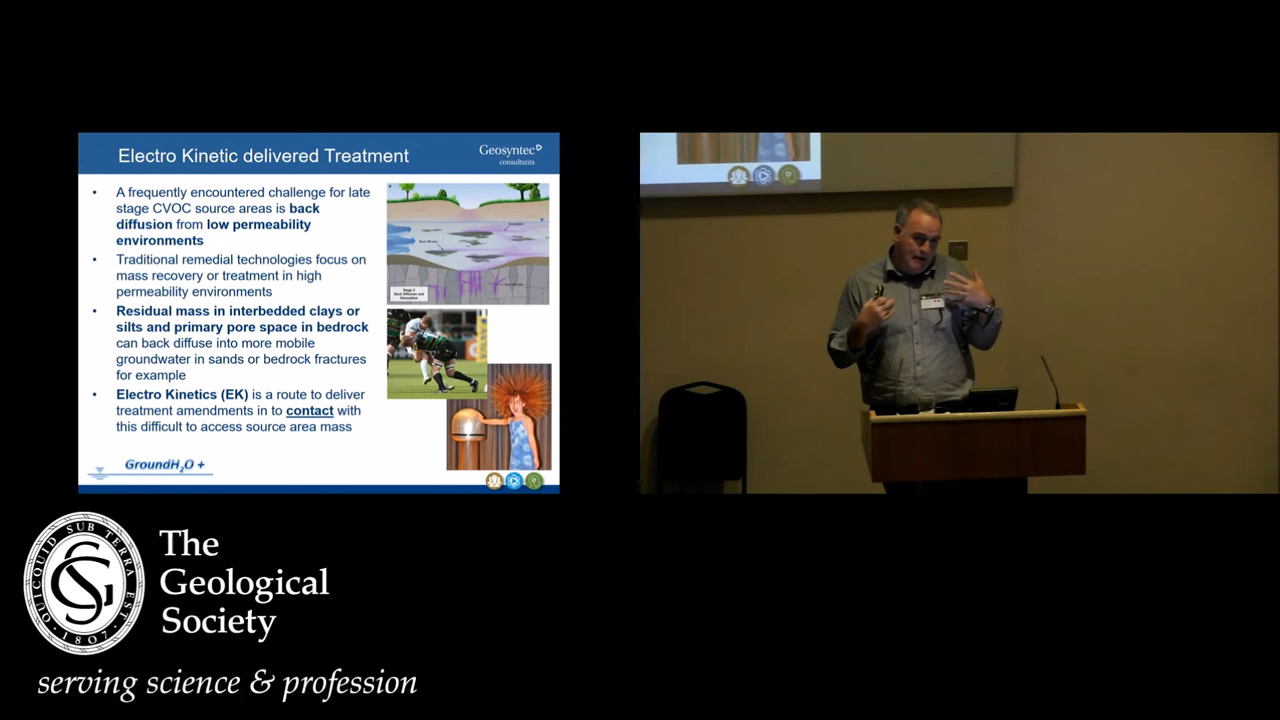 Electro Kinetic delivered Treatment
Geosyntec
consultants
• A frequently encountered challenge for late
stage CVOC source areas is back
diffusion from low permeability
environments
• Traditional remedial technologies focus on
mass recovery or treatment in high
permeability environments
• Residual mass in interbedded clays or
silts and primary pore space in bedrock
can back diffuse into more mobile
groundwater in sands or bedrock fractures
for example
• Electro Kinetics (EK) is a route to deliver
treatment amendments in to contact with
this difficult to access source area mass
Back diffusion
GroundH2O +
QUICQUID SUB TERRA EST
1807
GS
The
Geological
Society
serving science & profession